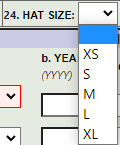 24. HAT SIZE:
XS
b. YEA
S
(YYYY)
M
L
XL